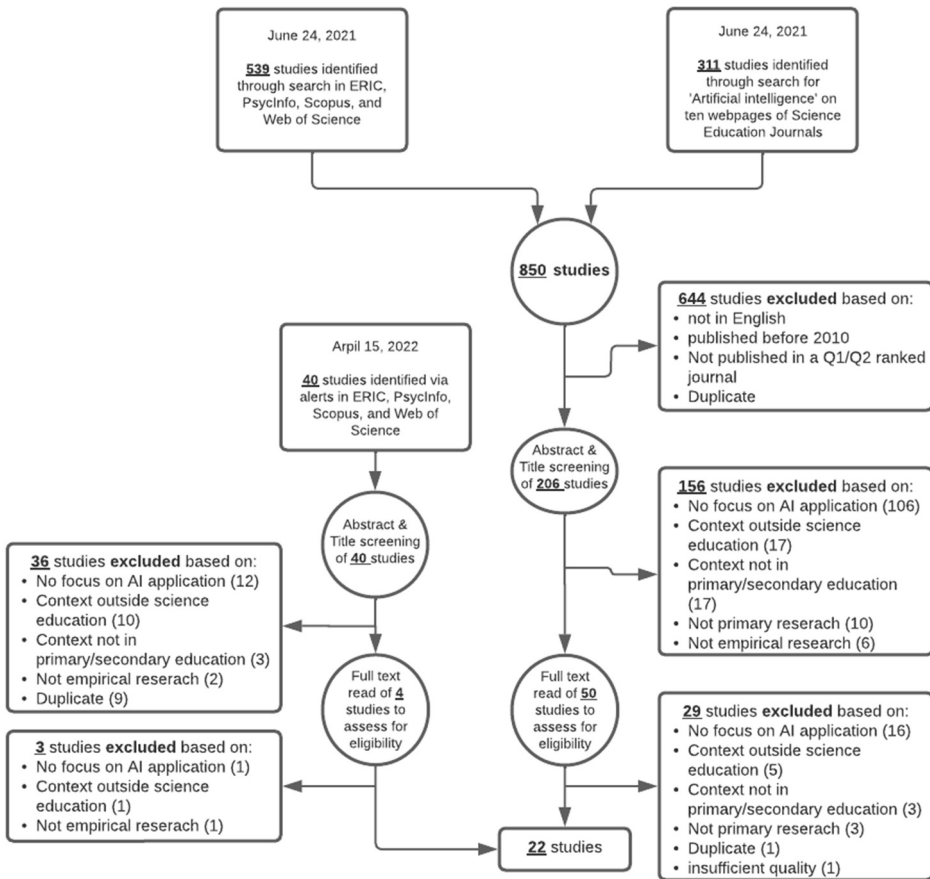 June 24, 2021
539 studies identified
through search in ERIC,
PsycInfo, Scopus, and
Web of Science
June 24, 2021
311 studies identified
through search for
'Artificial intelligence' on
ten webpages of Science
Education Journals
850 studies
644 studies excluded based on:
• not in English
• published before 2010
• Not published in a Q1/Q2 ranked
journal
• Duplicate
Arpil 15, 2022
40 studies identified via
alerts in ERIC, PsycInfo,
Scopus, and Web of
Science
Abstract &
Title screening
of 206 studies
156 studies excluded based on:
• No focus on AI application (106)
• Context outside science
education (17)
• Context not in
primary/secondary education
(17)
• Not primary reserach (10)
• Not empirical research (6)
Abstract &
Title screening
of 40 studies
36 studies excluded based on:
• No focus on AI application (12)
• Context outside science
education (10)
• Context not in
primary/secondary education (3)
• Not empirical reserach (2)
• Duplicate (9)
Full text
read of 4
studies to
assess for
eligibility
Full text
read of 50
studies to
assess for
eligibility
29 studies excluded based on:
• No focus on AI application (16)
• Context outside science
education (5)
• Context not in
primary/secondary education (3)
• Not primary reserach (3)
• Duplicate (1)
• insufficient quality (1)
3 studies excluded based on:
• No focus on AI application (1)
• Context outside science
education (1)
• Not empirical reserach (1)
22 studies